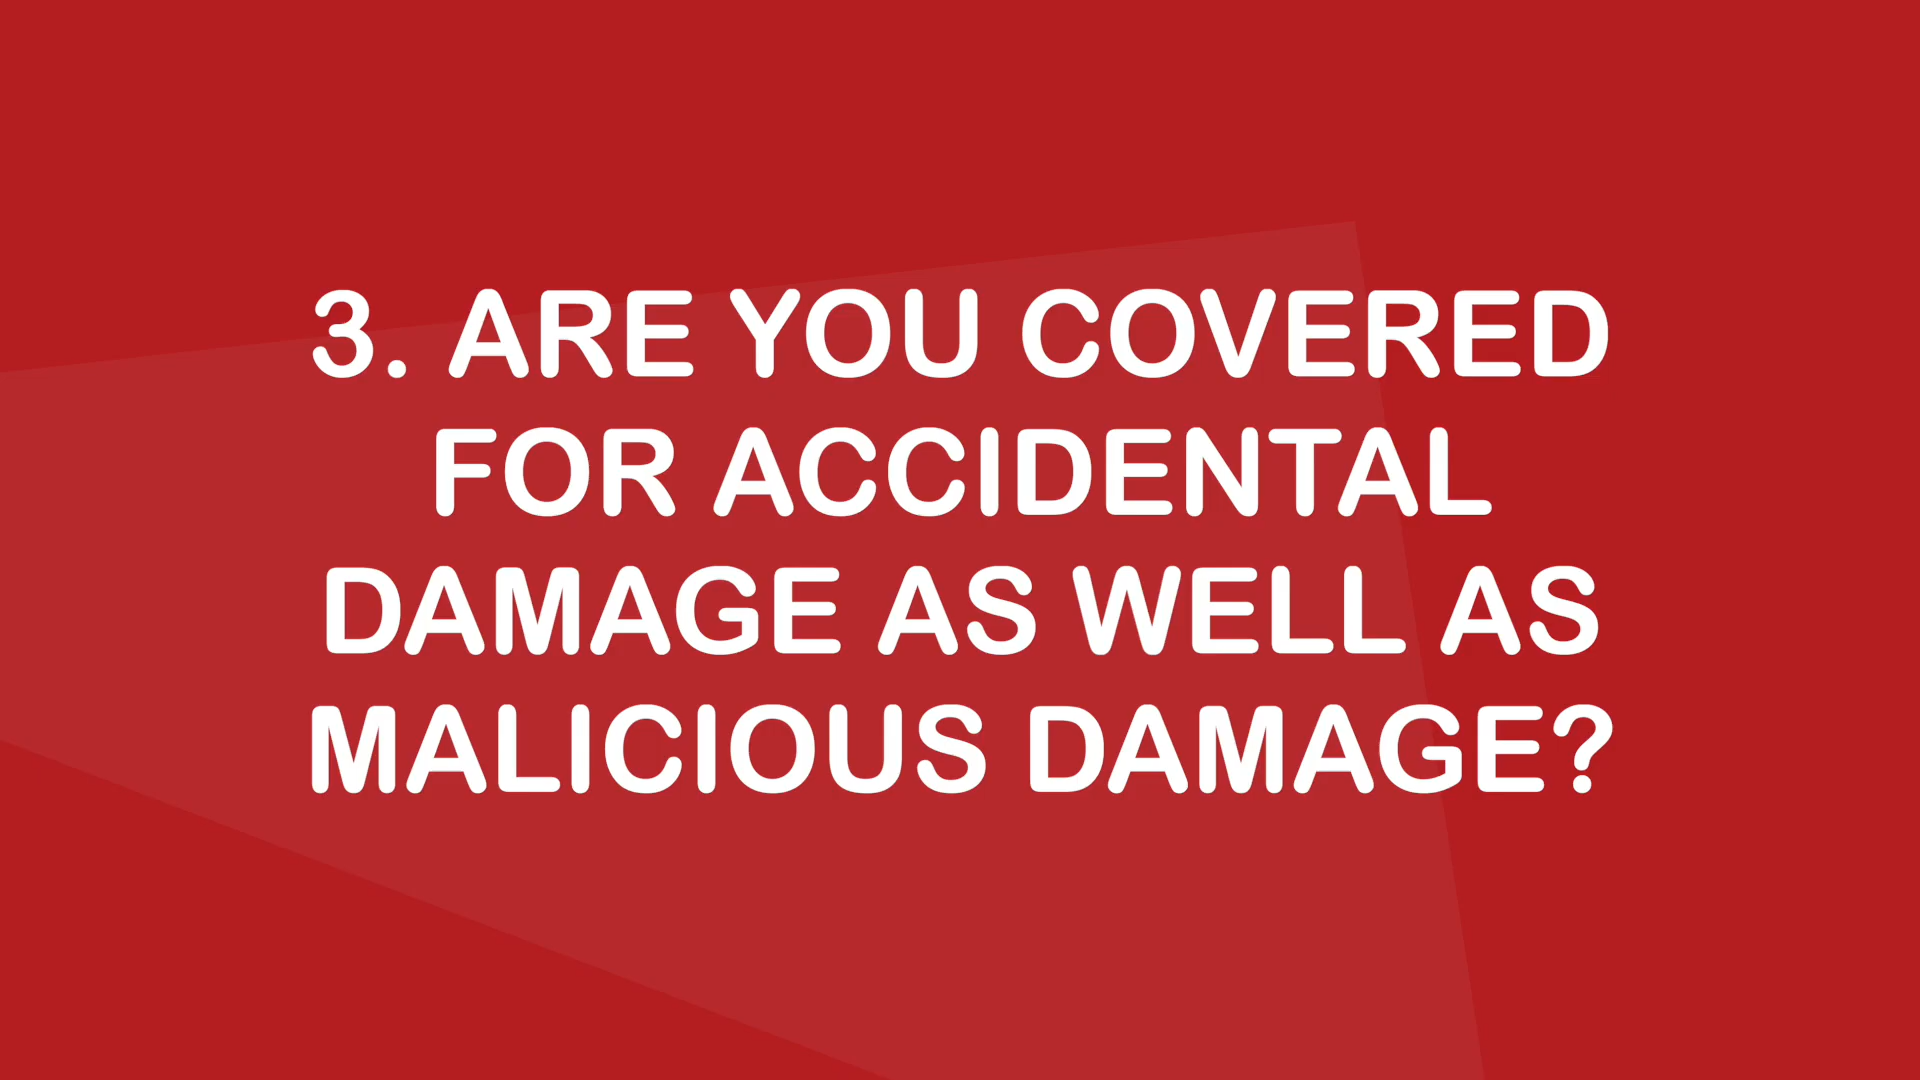 3. ARE YOU COVERED
FOR ACCIDENTAL
DAMAGE AS WELL AS
MALICIOUS DAMAGE?